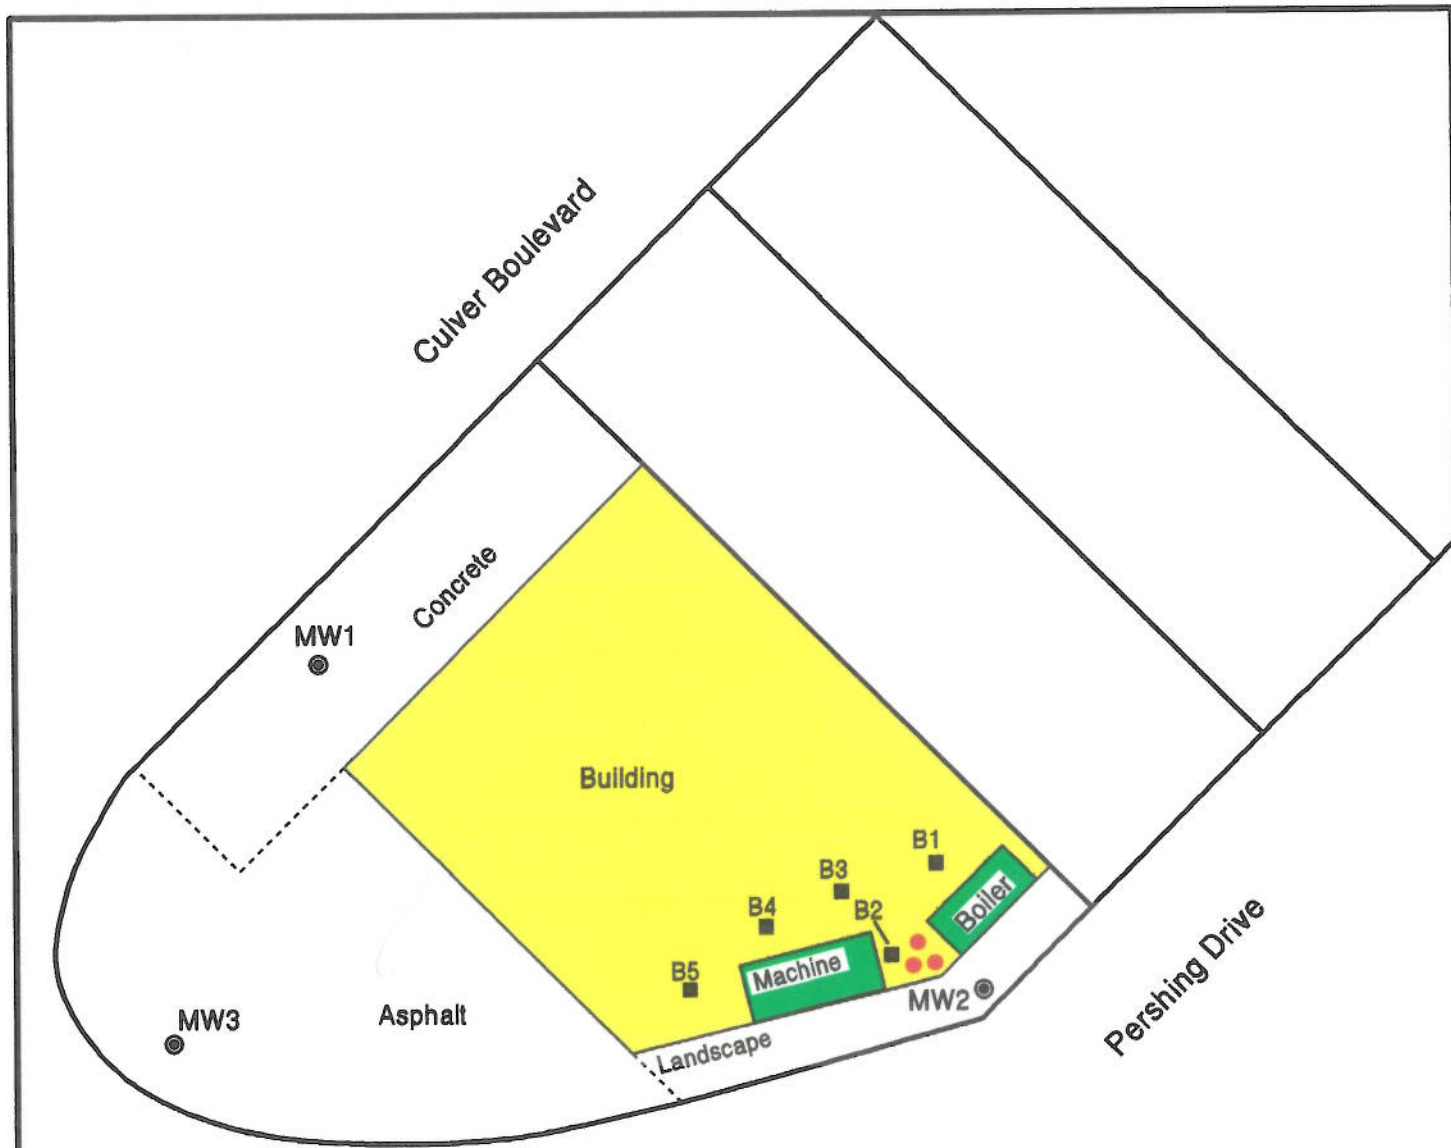 Culver Boulevard
Concrete
MW1
Building
B1
B3
Boiler
B4
B2
Machine
B5
MW2
Pershing Drive
MW3
Asphalt
Landscape